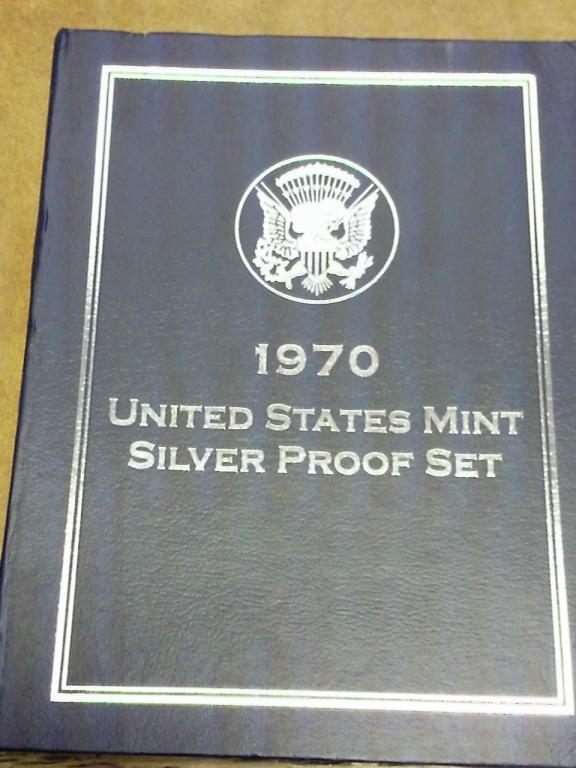 1970
UNITED STATES MINT
SILVER PROOF SET